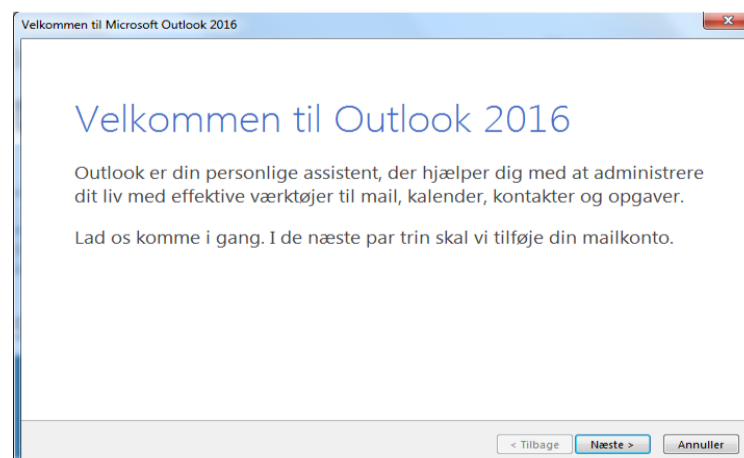 Velkommen til Microsoft Outlook 2016
Velkommen til Outlook 2016
Outlook er din personlige assistent, der hjælper dig med at administrere
dit liv med effektive værktøjer til mail, kalender, kontakter og opgaver.
Lad os komme i gang. I de næste par trin skal vi tilføje din mailkonto.
< Tilbage Næste > Annuller